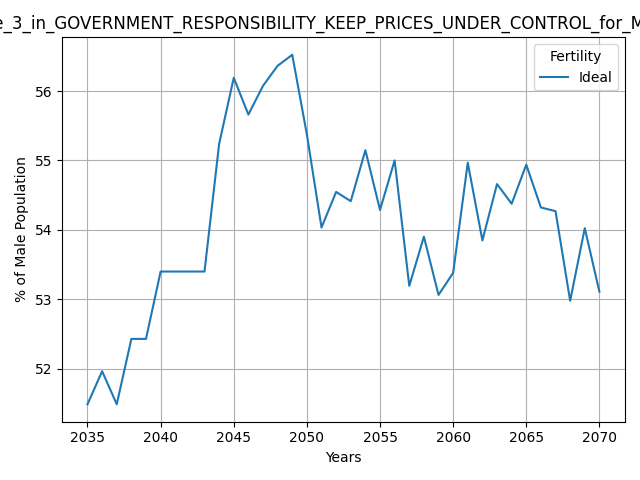 e_3_in_GOVERNMENT_RESPONSIBILITY_KEEP_PRICES_UNDER_CONTROL_for_M
Fertility
Ideal
% of Male Population
56
55
54
53
52
2035 2040 2045 2050 2055 2060 2065 2070
Years